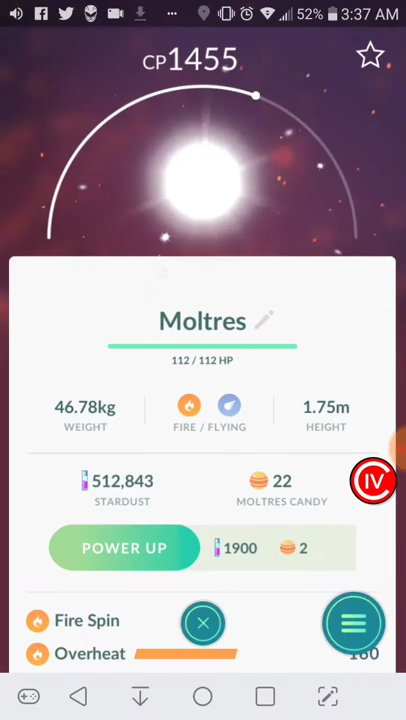 52% 3:37 AM
CP1455
Moltres
112 / 112 HP
46.78kg
WEIGHT
FIRE / FLYING
1.75m
HEIGHT
512,843
STARDUST
22
MOLTRES CANDY
IV
POWER UP 1900 2
Fire Spin
Overheat 160